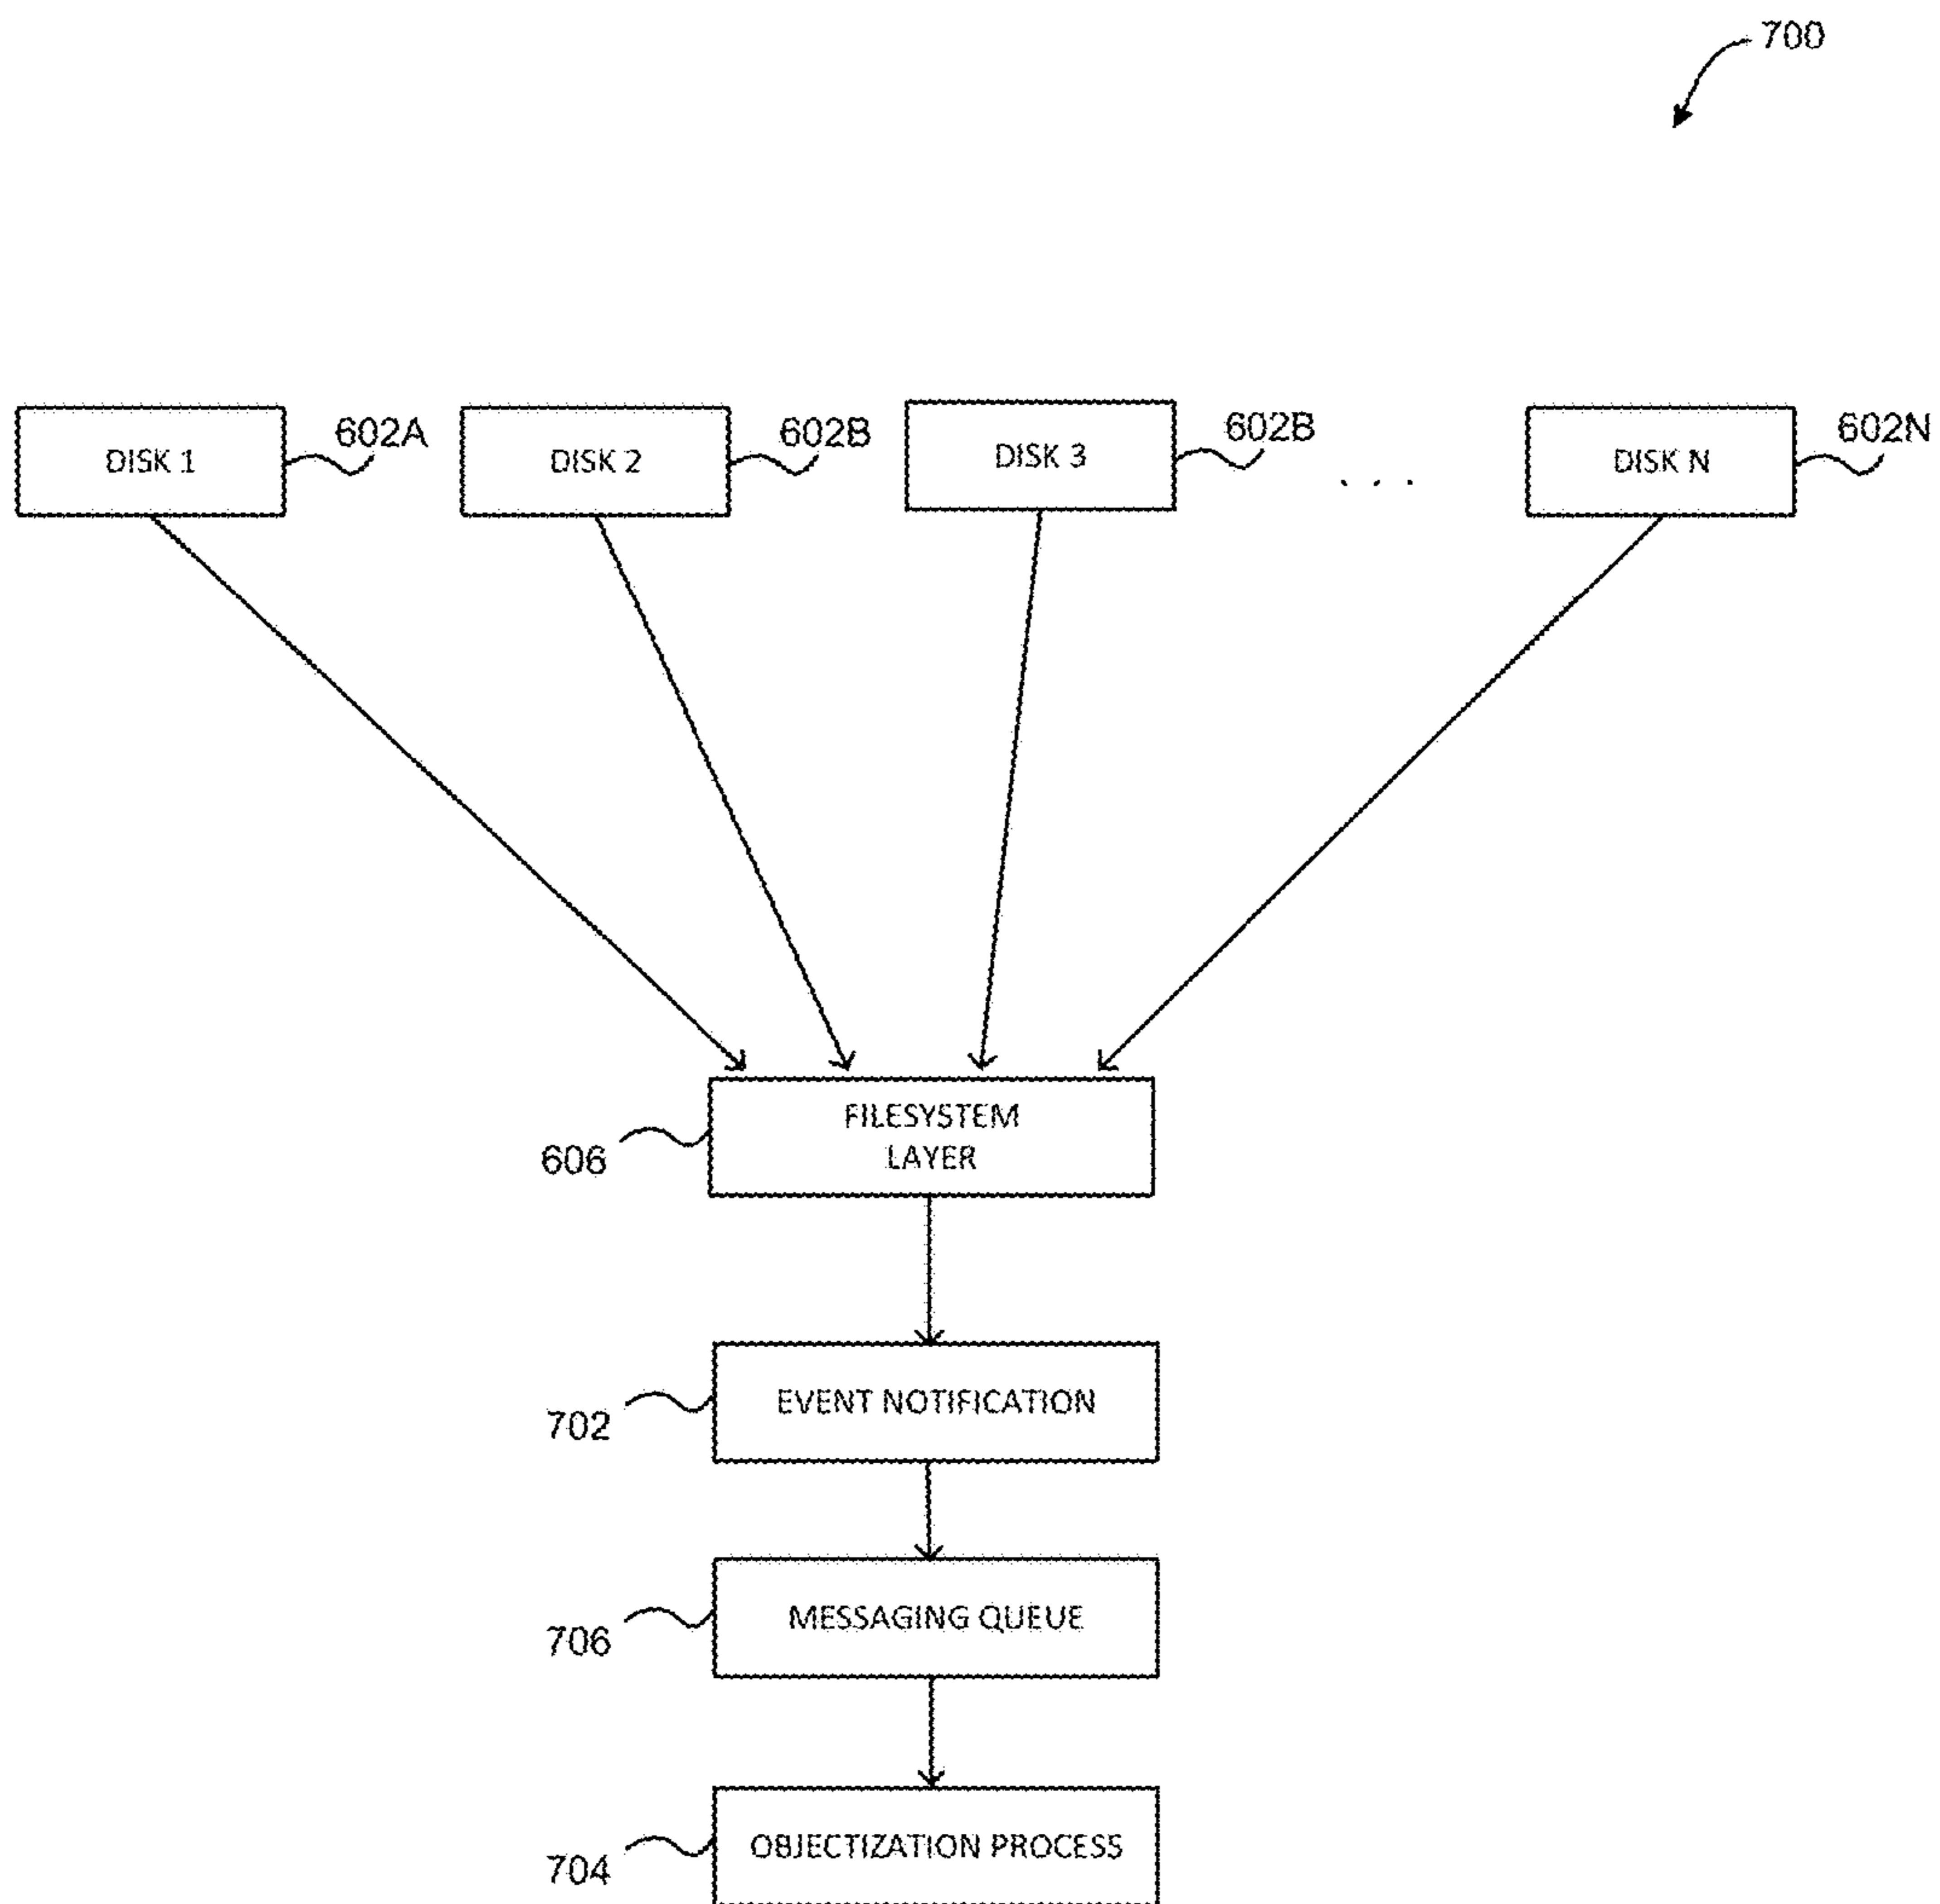 700
602A
602B
602B
602N
DISK 1
DISK 2
DISK 3
. . .
DISK N
FILESYSTEM
LAYER
606
EVENT NOTIFICATION
702
MESSAGING QUEUE
706
OBJECTIZATION PROCESS
704